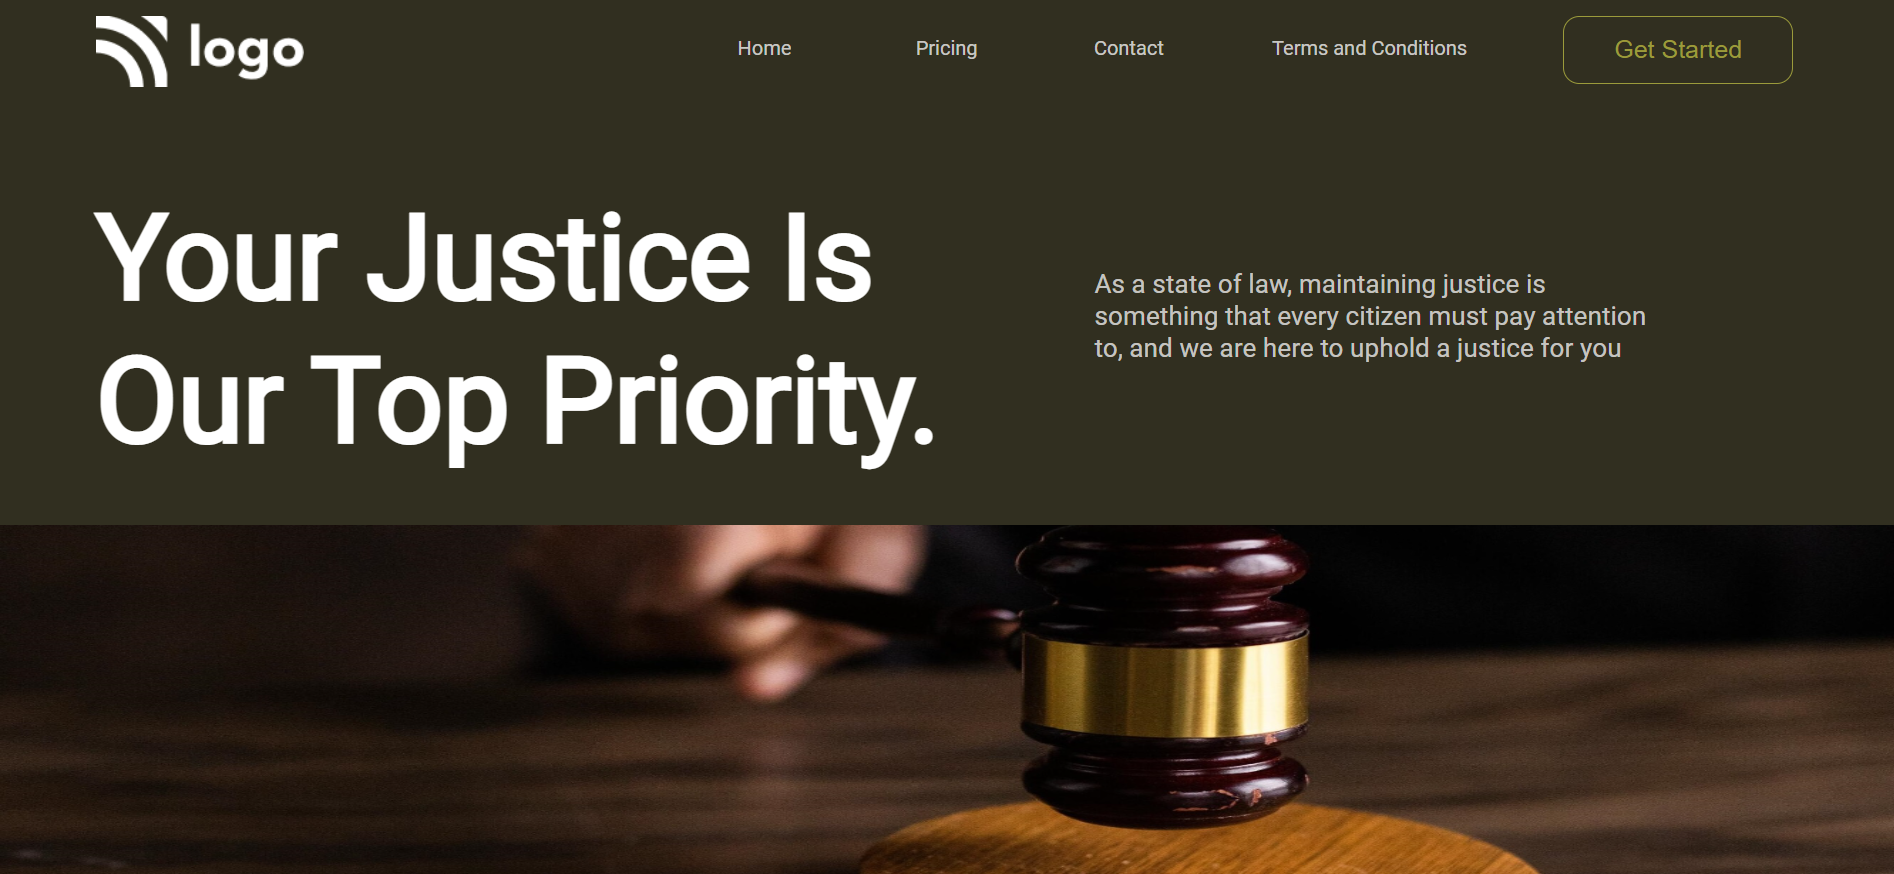 logo
Home
Pricing
Contact
Terms and Conditions
Get Started
Your Justice Is
Our Top Priority.
As a state of law, maintaining justice is
something that every citizen must pay attention
to, and we are here to uphold a justice for you